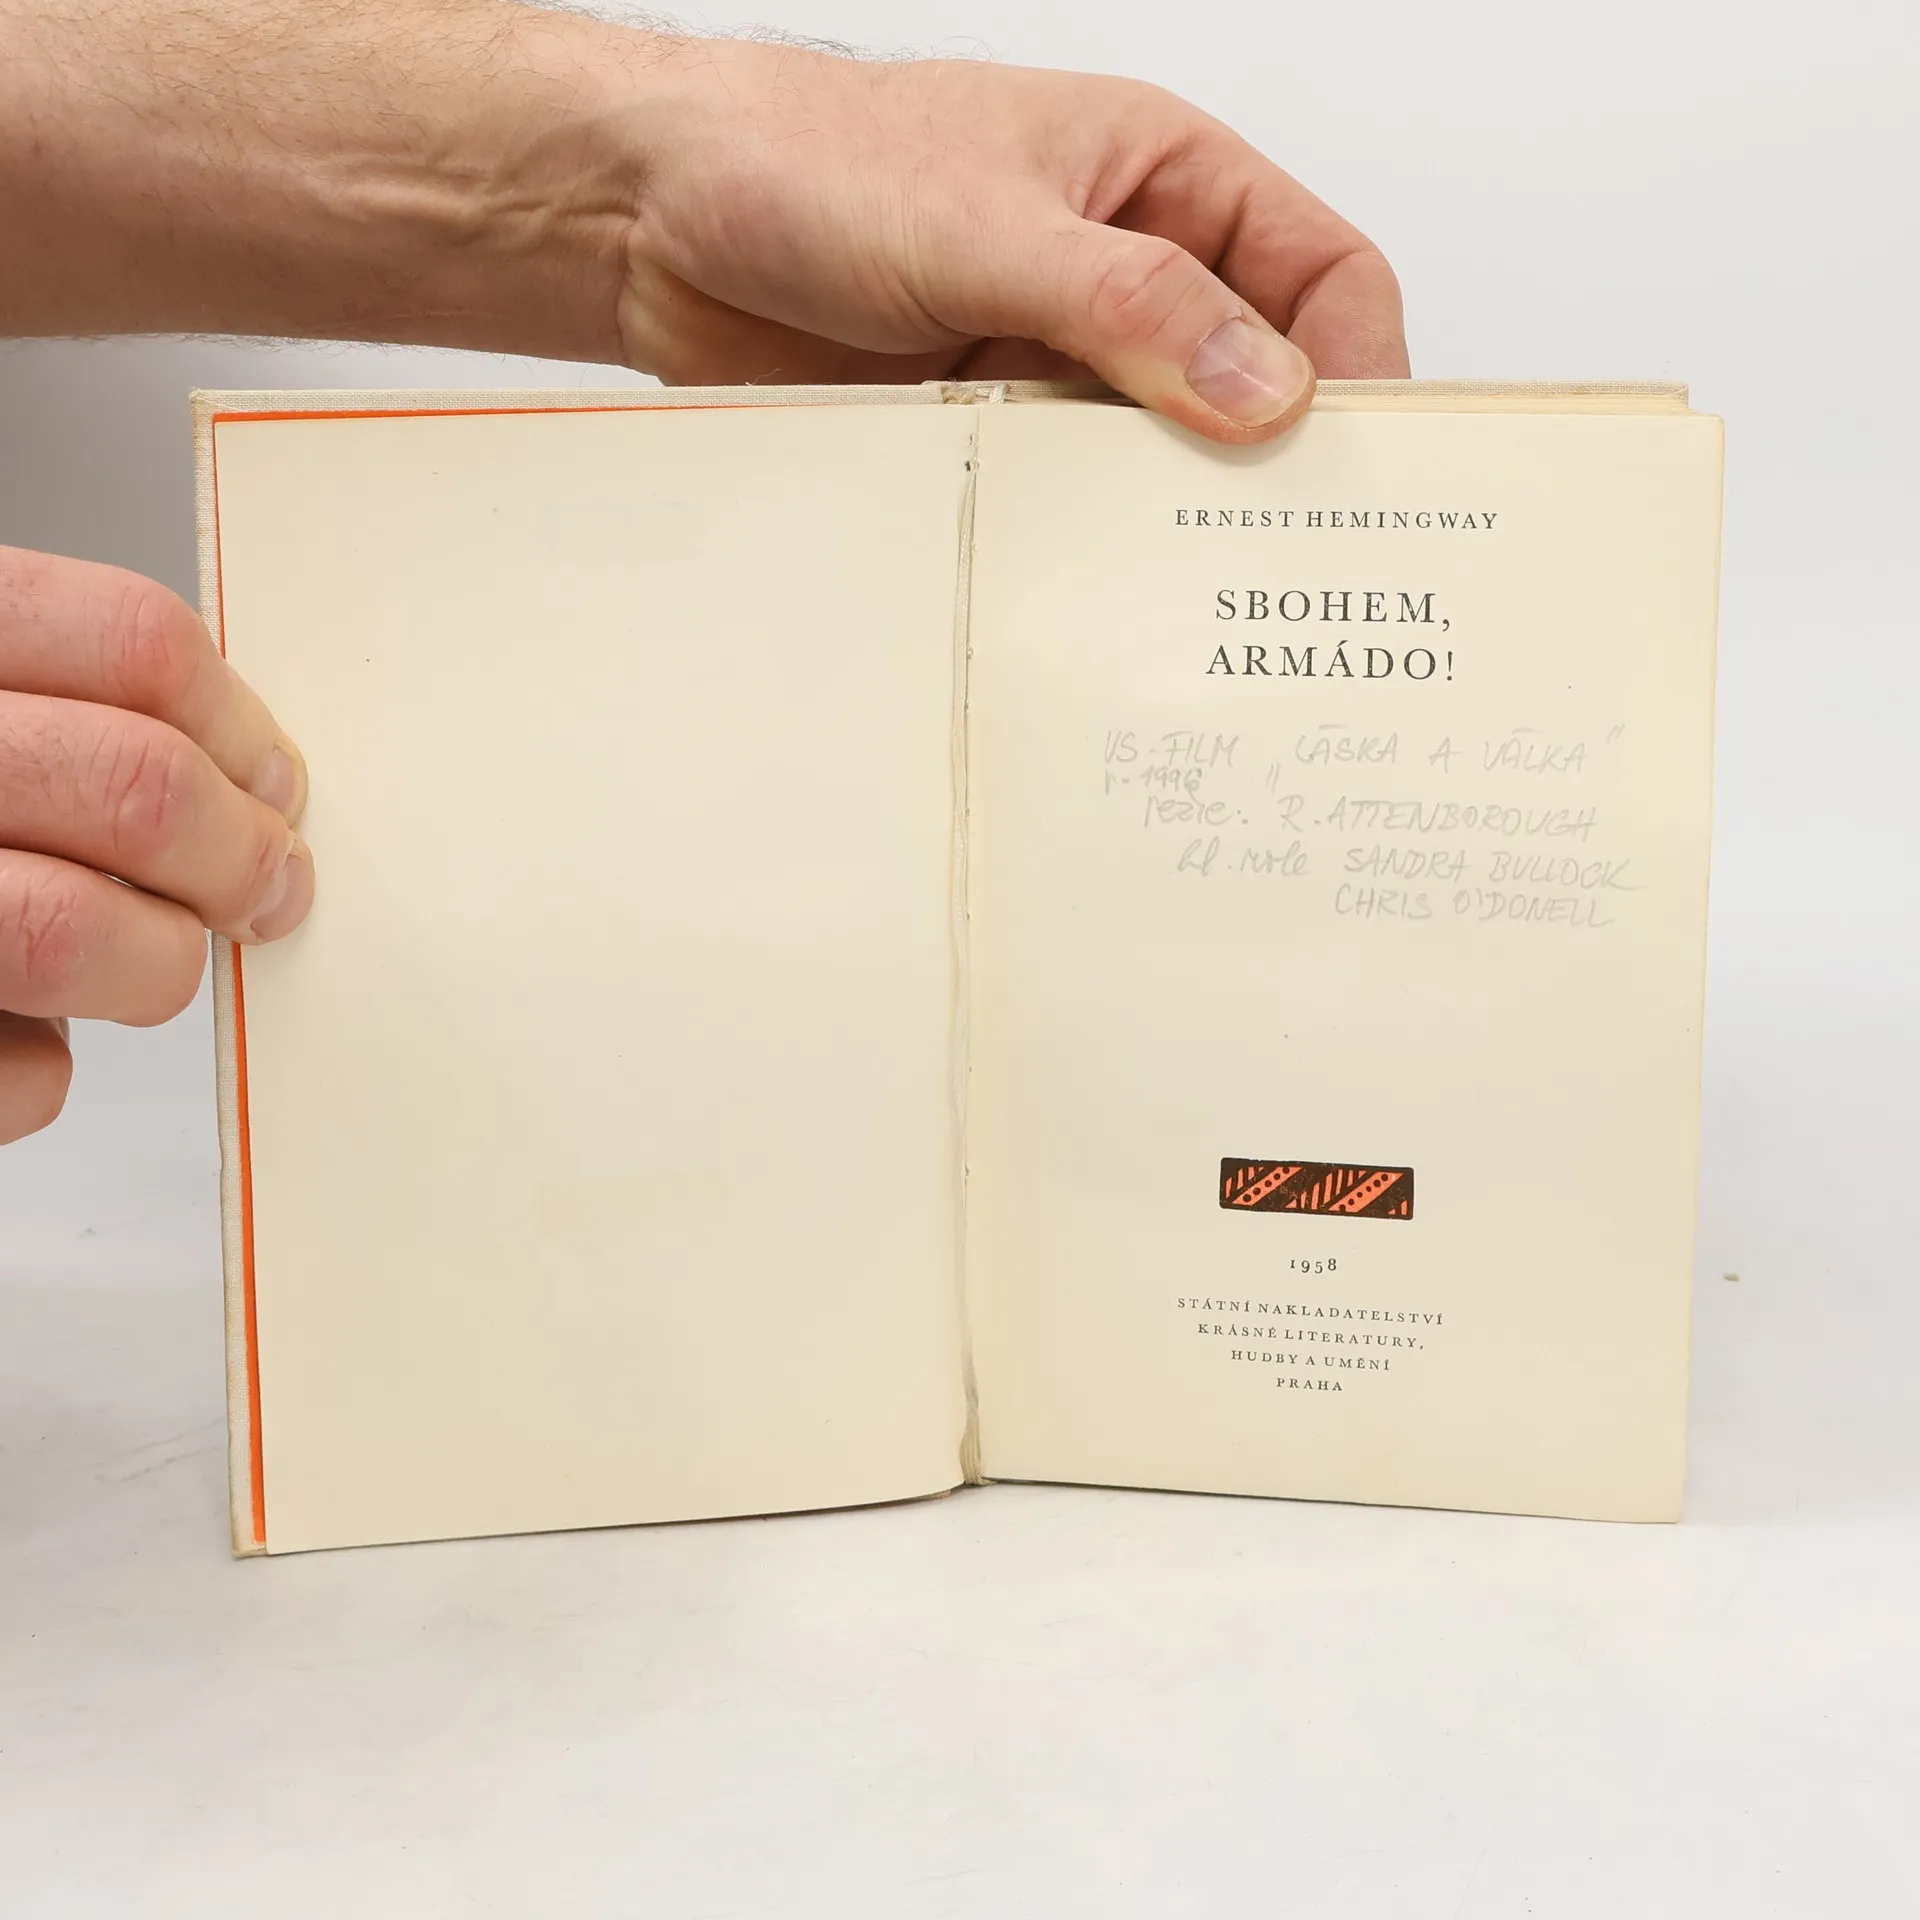 ERNEST HEMINGWAY
SBOHEM,
ARMÁDO!
US-FILM "LÁSKA A VÁLKA"
r-1996
režie: R. ATTENBOROUGH
hl. role SANDRA BULLOCK
CHRIS O'DONELL
1958
STÁTNÍ NAKLADATELSTVÍ
KRÁSNÉ LITERATURY,
HUDBY A UMĚNÍ
PRAHA